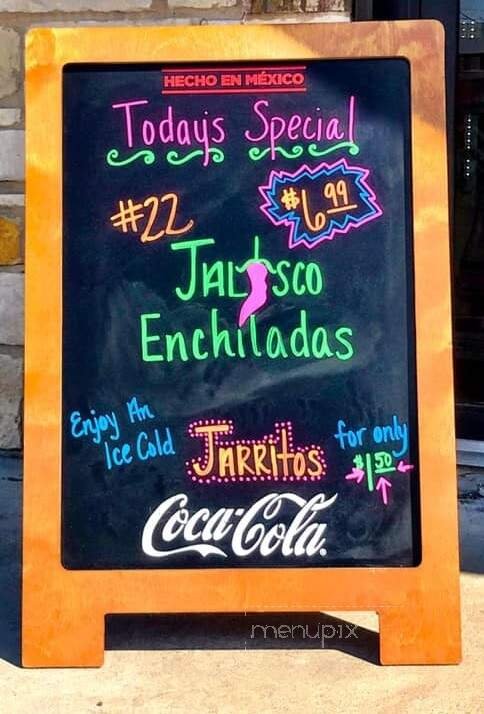 HECHO EN MÉXICO
Todays Special
#22
$6.99
JALISCO
Enchiladas
Enjoy An
Ice Cold
JARRItos
for only
$1.50
Coca-Cola
menupix